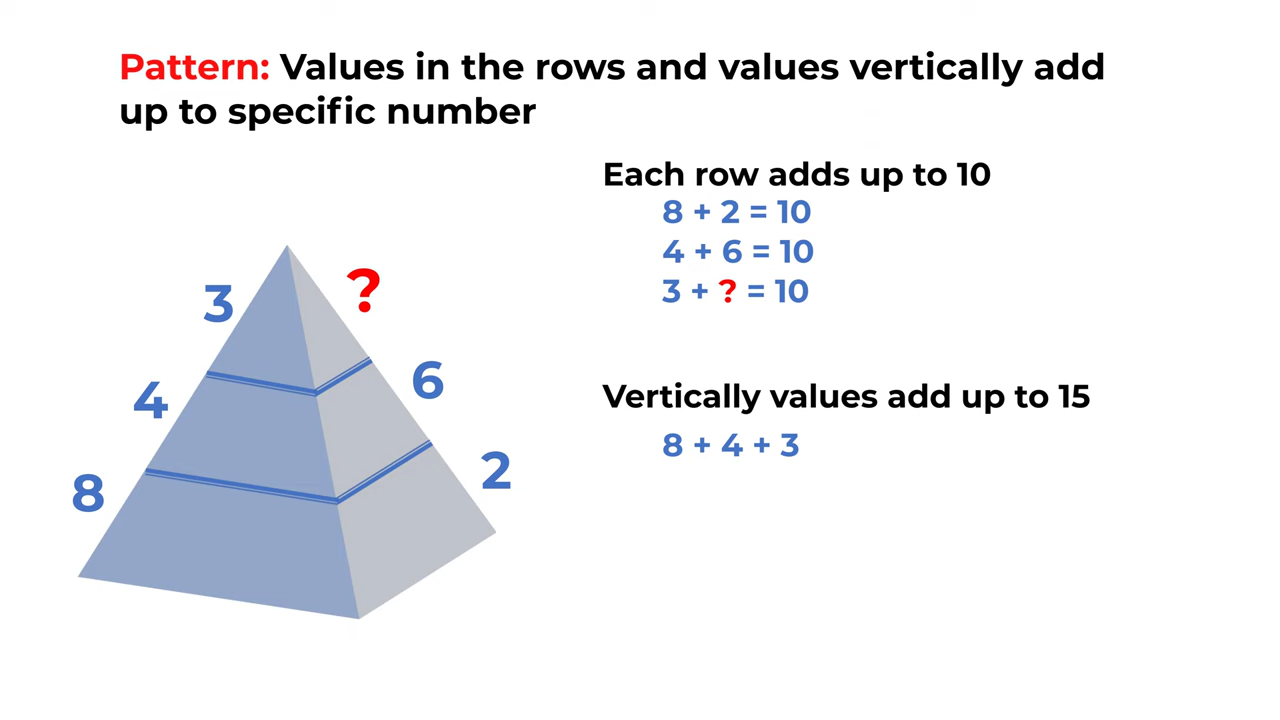 Pattern: Values in the rows and values vertically add
up to specific number
Each row adds up to 10
8 + 2 = 10
4 + 6 = 10
3 + ? = 10
3 ?
4 6
8 2
Vertically values add up to 15
8 + 4 + 3